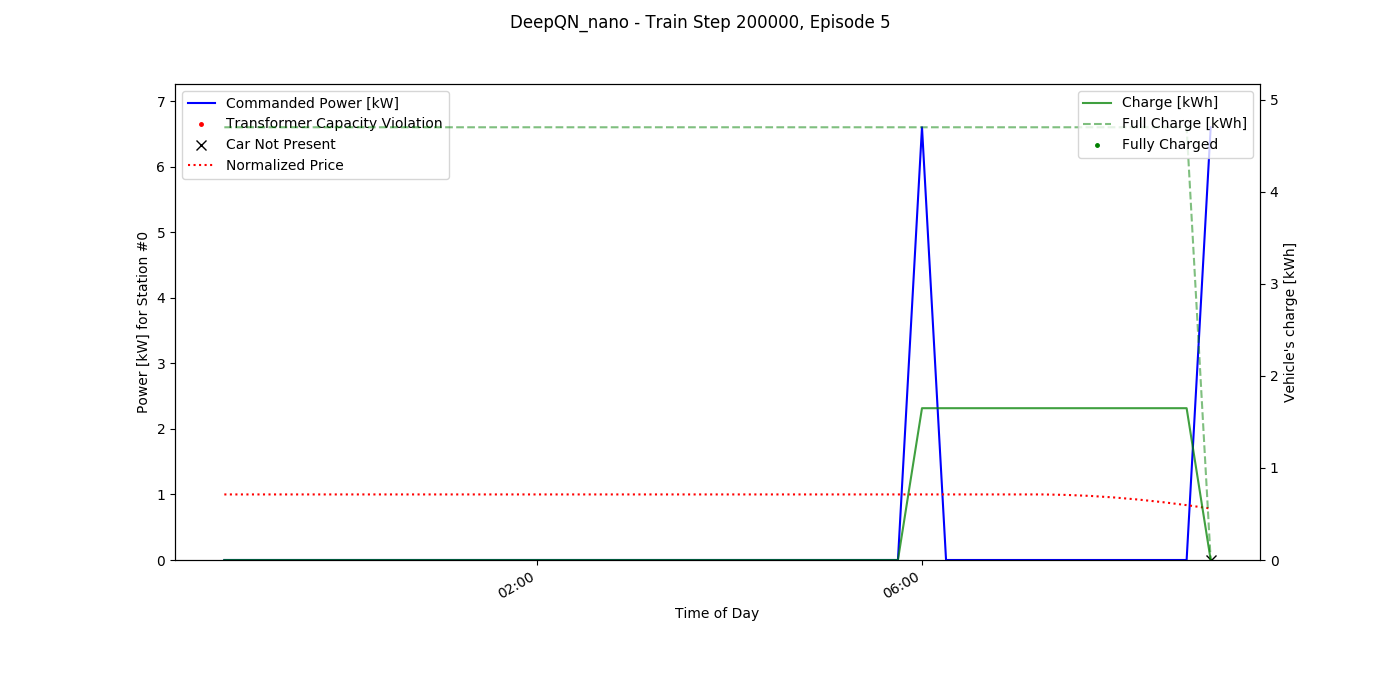 DeepQN_nano - Train Step 200000, Episode 5
Commanded Power [kW]
Transformer Capacity Violation
Car Not Present
Normalized Price
Charge [kWh]
Full Charge [kWh]
Fully Charged
7
6
5
4
3
2
1
0
Power [kW] for Station #0
5
4
3
2
1
0
Vehicle's charge [kWh]
02:00
06:00
Time of Day